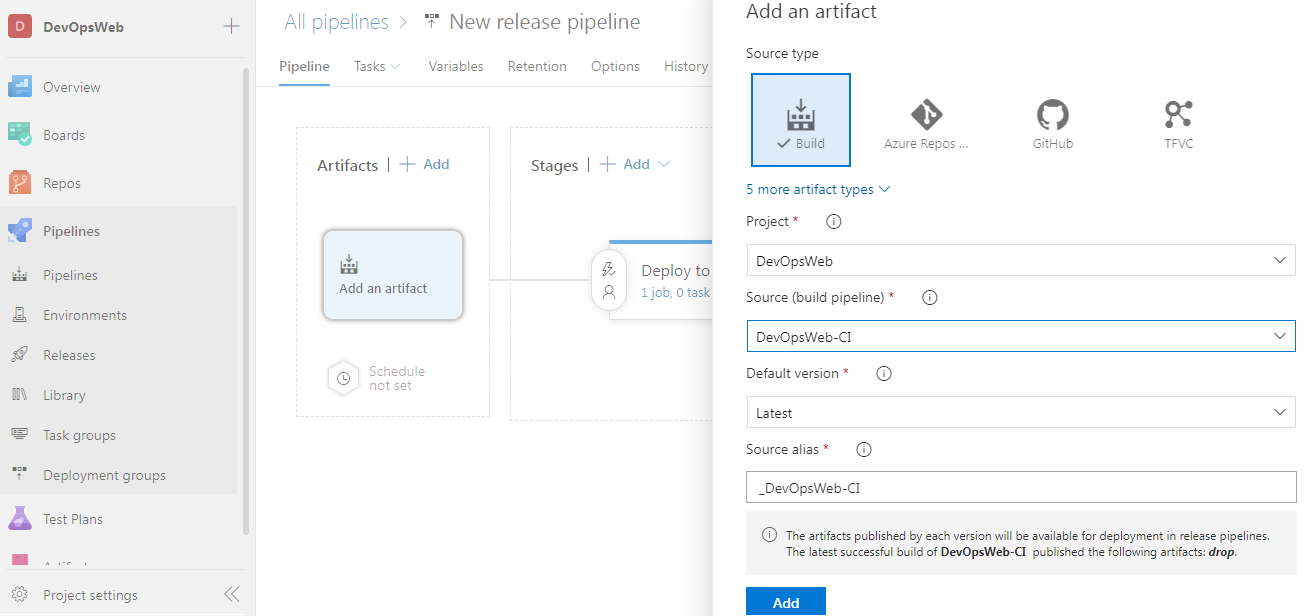 D DevOpsWeb
Overview
Boards
Repos
Pipelines
Pipelines
Environments
Releases
Library
Task groups
Deployment groups
Test Plans
Project settings
All pipelines > New release pipeline
Pipeline Tasks Variables Retention Options History
Artifacts | + Add
Add an artifact
Schedule
not set
Stages | + Add
Deploy to
1 job, 0 task
Add an artifact
Source type
Build
Azure Repos ...
GitHub
TFVC
5 more artifact types
Project *
DevOpsWeb
Source (build pipeline) *
DevOpsWeb-CI
Default version *
Latest
Source alias *
_DevOpsWeb-CI
The artifacts published by each version will be available for deployment in release pipelines.
The latest successful build of DevOpsWeb-CI published the following artifacts: drop.
Add